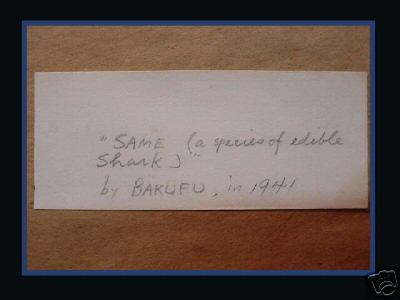 "SAME (a species of edible
Shark)"
by BAKUFU, in 1941